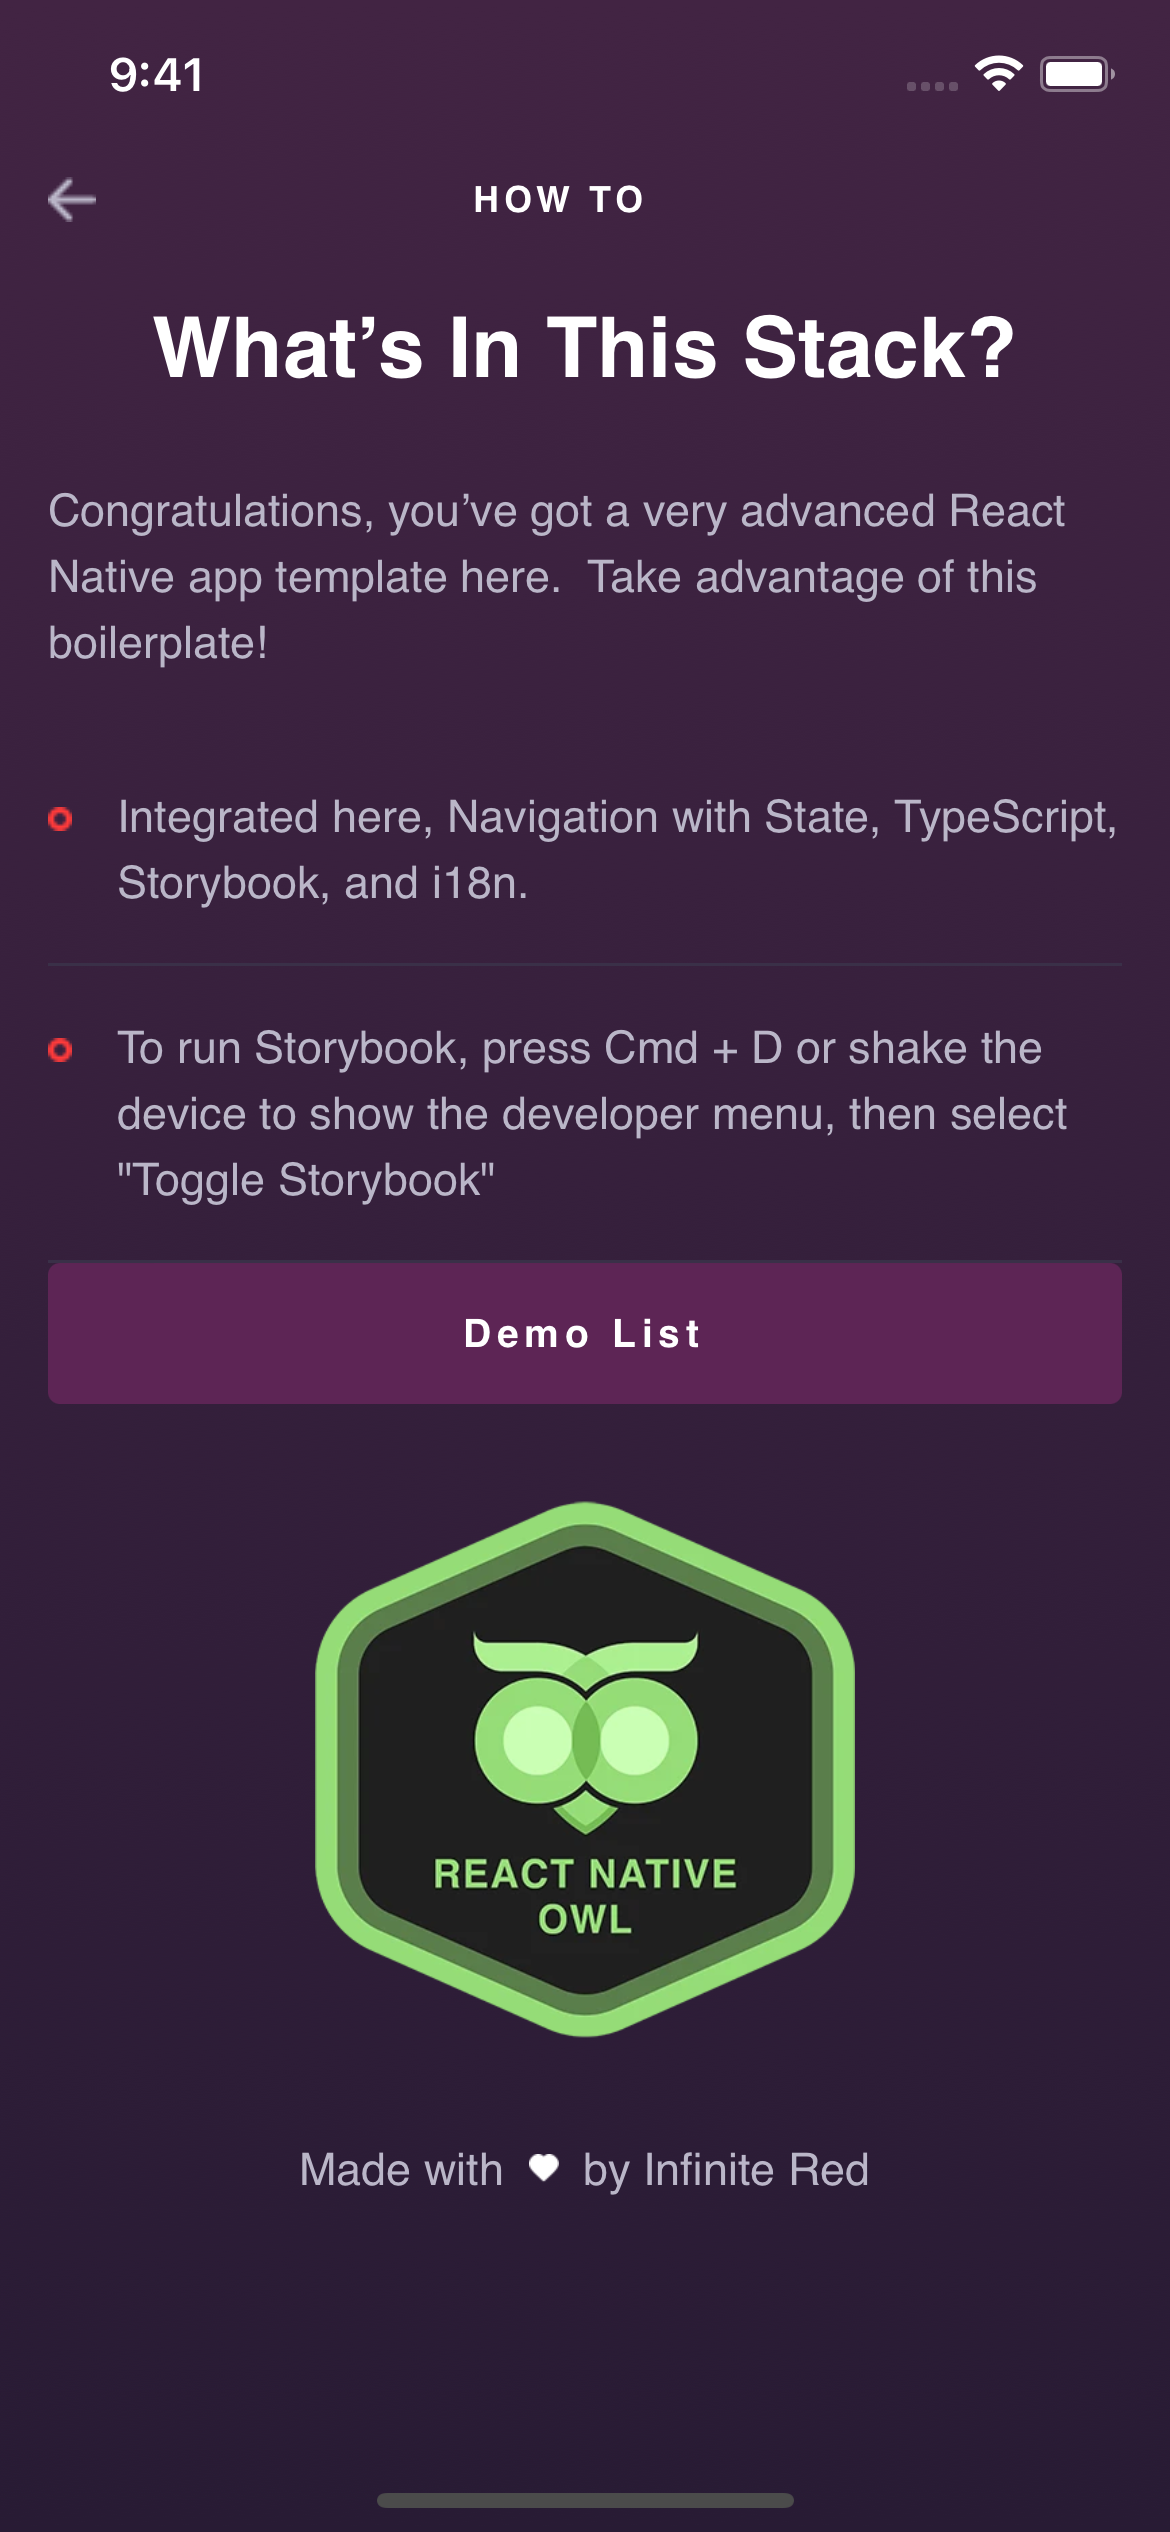 9:41
HOW TO
What’s In This Stack?
Congratulations, you’ve got a very advanced React
Native app template here.  Take advantage of this
boilerplate!
Integrated here, Navigation with State, TypeScript,
Storybook, and i18n.
To run Storybook, press Cmd + D or shake the
device to show the developer menu, then select
"Toggle Storybook"
Demo List
REACT NATIVE
OWL
Made with 🤍 by Infinite Red